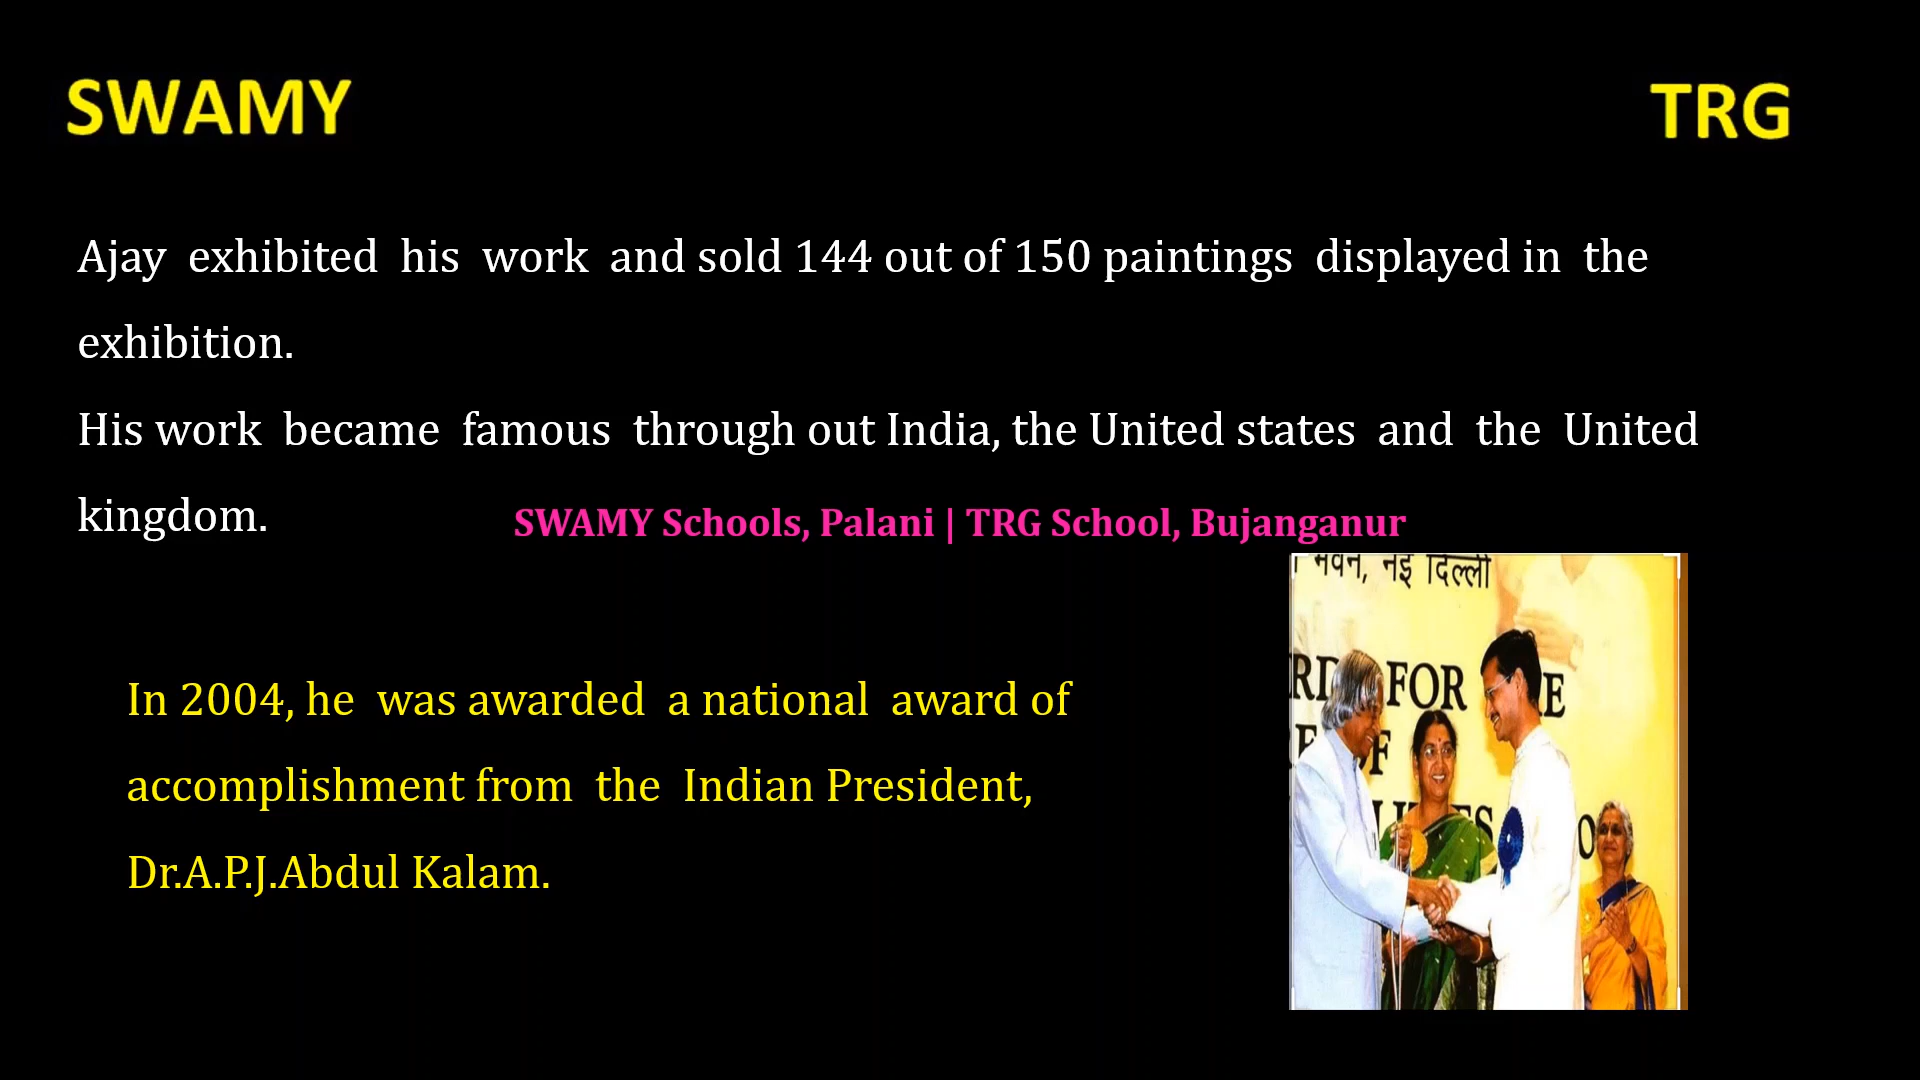 SWAMY
TRG
Ajay exhibited his work and sold 144 out of 150 paintings displayed in the
exhibition.
His work became famous through out India, the United states and the United
kingdom.
SWAMY Schools, Palani | TRG School, Bujanganur
भवन, नई दिल्ली
FOR
In 2004, he was awarded a national award of
accomplishment from the Indian President,
Dr.A.P.J.Abdul Kalam.